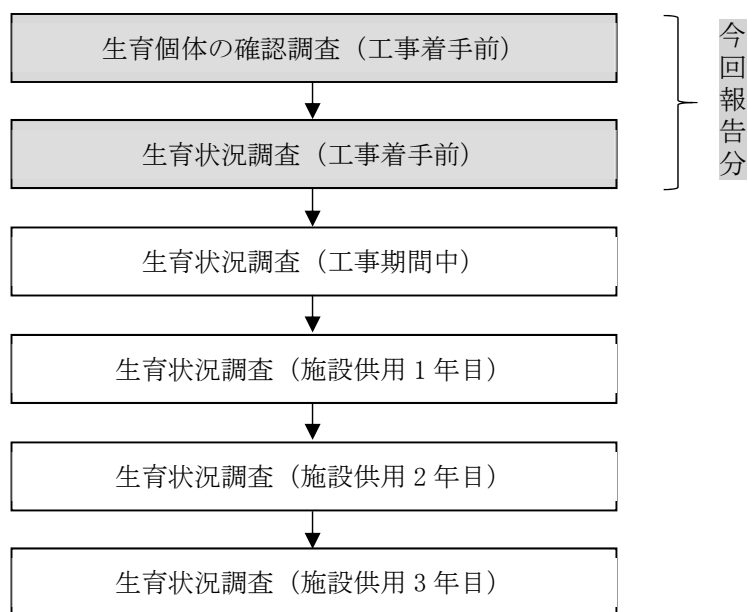 生育個体の確認調査（工事着手前）
生育状況調査（工事着手前）
今回報告分
生育状況調査（工事期間中）
生育状況調査（施設供用 1 年目）
生育状況調査（施設供用 2 年目）
生育状況調査（施設供用 3 年目）